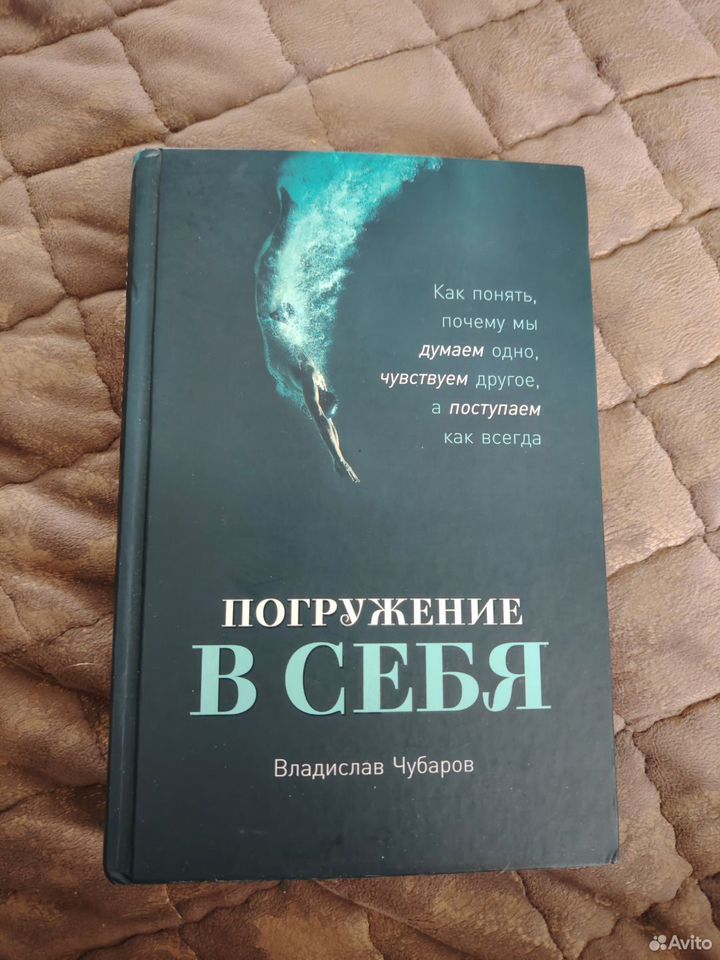 Как понять,
почему мы
думаем одно,
чувствуем другое,
а поступаем
как всегда
ПОГРУЖЕНИЕ
В СЕБЯ
Владислав Чубаров
Avito